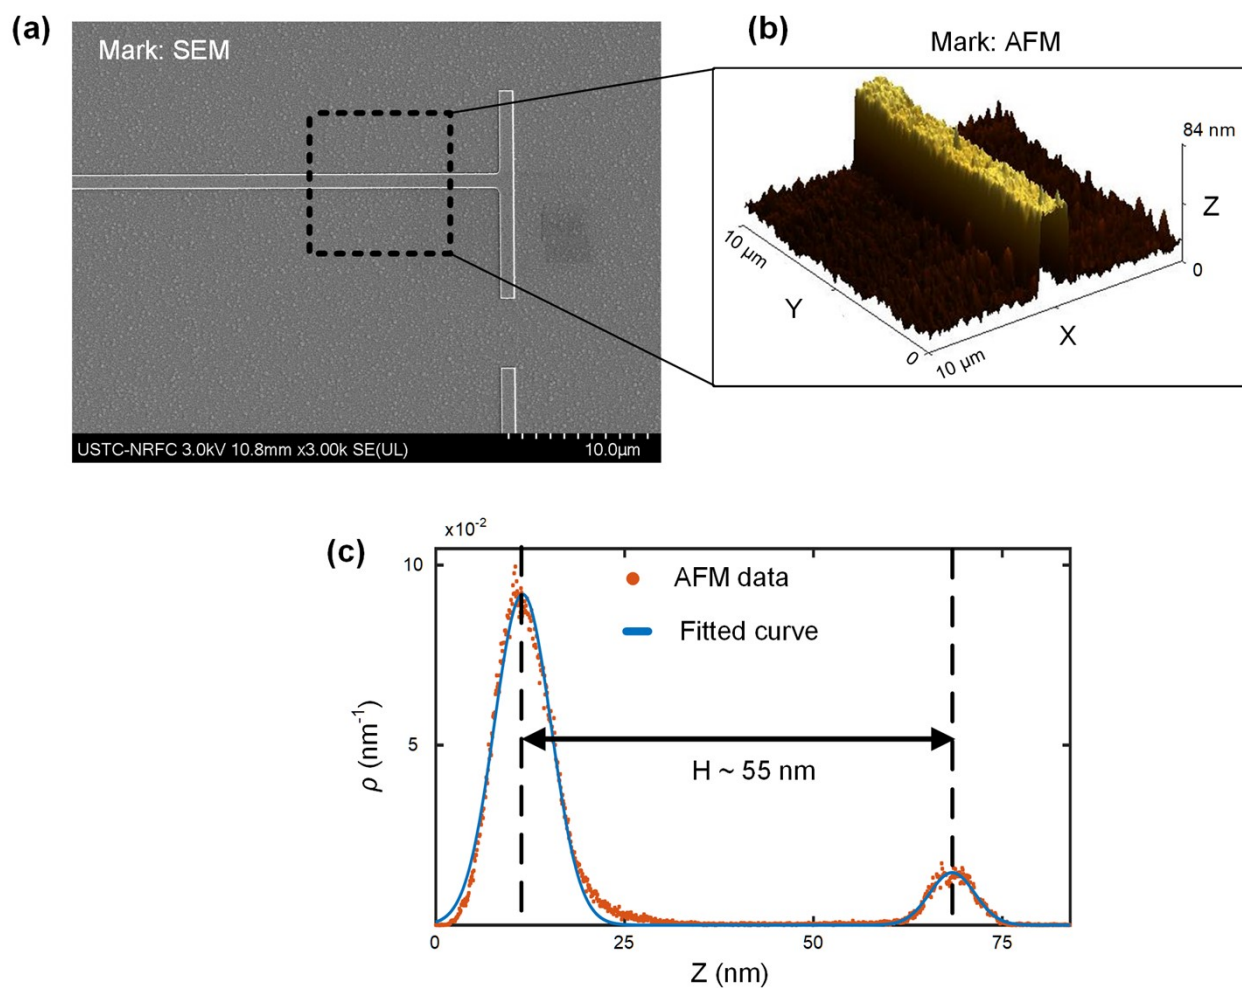 (a)
Mark: SEM
USTC-NRFC 3.0kV 10.8mm x3.00k SE(UL)
10.0µm
(b)
Mark: AFM
84 nm
Z
0
10 µm
Y
0
10 µm
X
(c)
x10⁻²
10
5
ρ (nm⁻¹)
AFM data
Fitted curve
H ~ 55 nm
0
25
50
75
Z (nm)